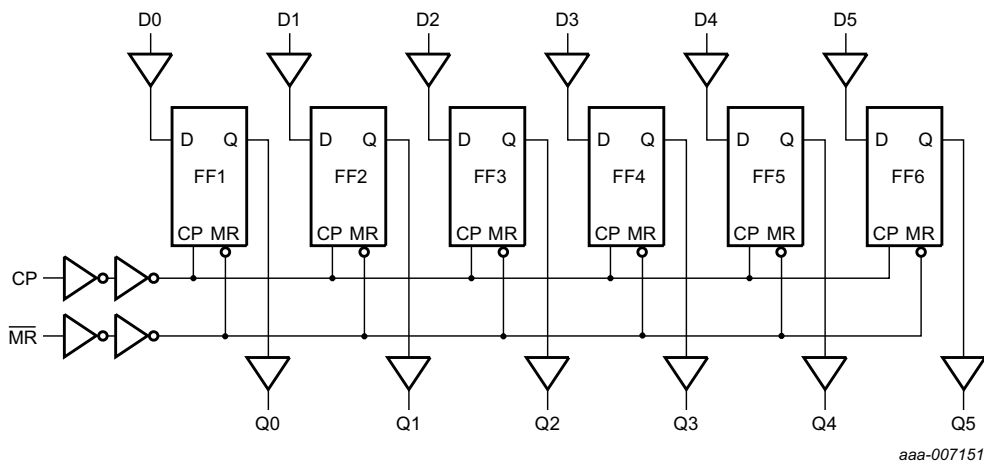 D0 D1 D2 D3 D4 D5
D Q D Q D Q D Q D Q D Q
FF1 FF2 FF3 FF4 FF5 FF6
CP MR CP MR CP MR CP MR CP MR CP MR
CP
M̅R̅
Q0 Q1 Q2 Q3 Q4 Q5
aaa-007151